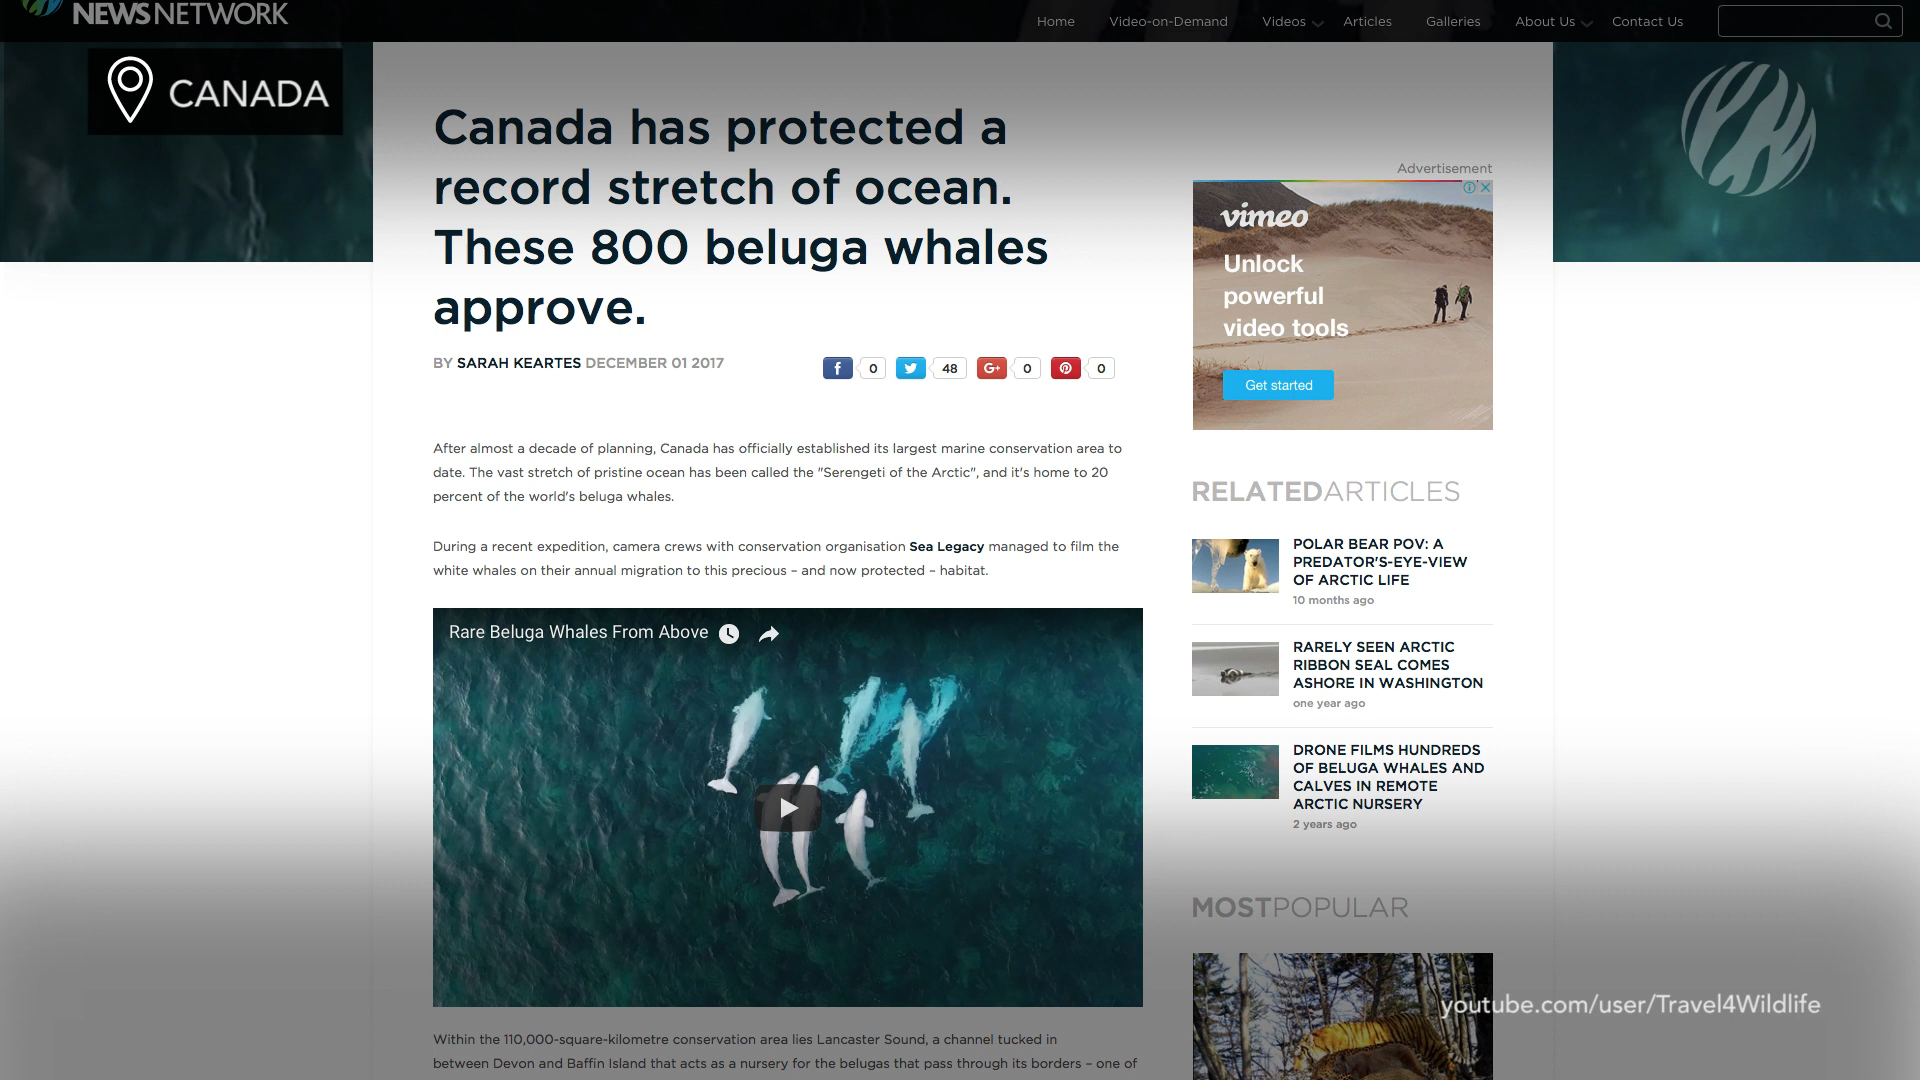 NEWS NETWORK
Home Video-on-Demand Videos Articles Galleries About Us Contact Us
CANADA
Canada has protected a
record stretch of ocean.
These 800 beluga whales
approve.
BY SARAH KEARTES DECEMBER 01 2017
f 0 48 G+ 0 0
After almost a decade of planning, Canada has officially established its largest marine conservation area to
date. The vast stretch of pristine ocean has been called the "Serengeti of the Arctic", and it's home to 20
percent of the world's beluga whales.
During a recent expedition, camera crews with conservation organisation Sea Legacy managed to film the
white whales on their annual migration to this precious – and now protected – habitat.
Rare Beluga Whales From Above
Within the 110,000-square-kilometre conservation area lies Lancaster Sound, a channel tucked in
between Devon and Baffin Island that acts as a nursery for the belugas that pass through its borders – one of
Advertisement
vimeo
Unlock
powerful
video tools
Get started
RELATEDARTICLES
POLAR BEAR POV: A
PREDATOR'S-EYE-VIEW
OF ARCTIC LIFE
10 months ago
RARELY SEEN ARCTIC
RIBBON SEAL COMES
ASHORE IN WASHINGTON
one year ago
DRONE FILMS HUNDREDS
OF BELUGA WHALES AND
CALVES IN REMOTE
ARCTIC NURSERY
2 years ago
MOSTPOPULAR
youtube.com/user/Travel4Wildlife